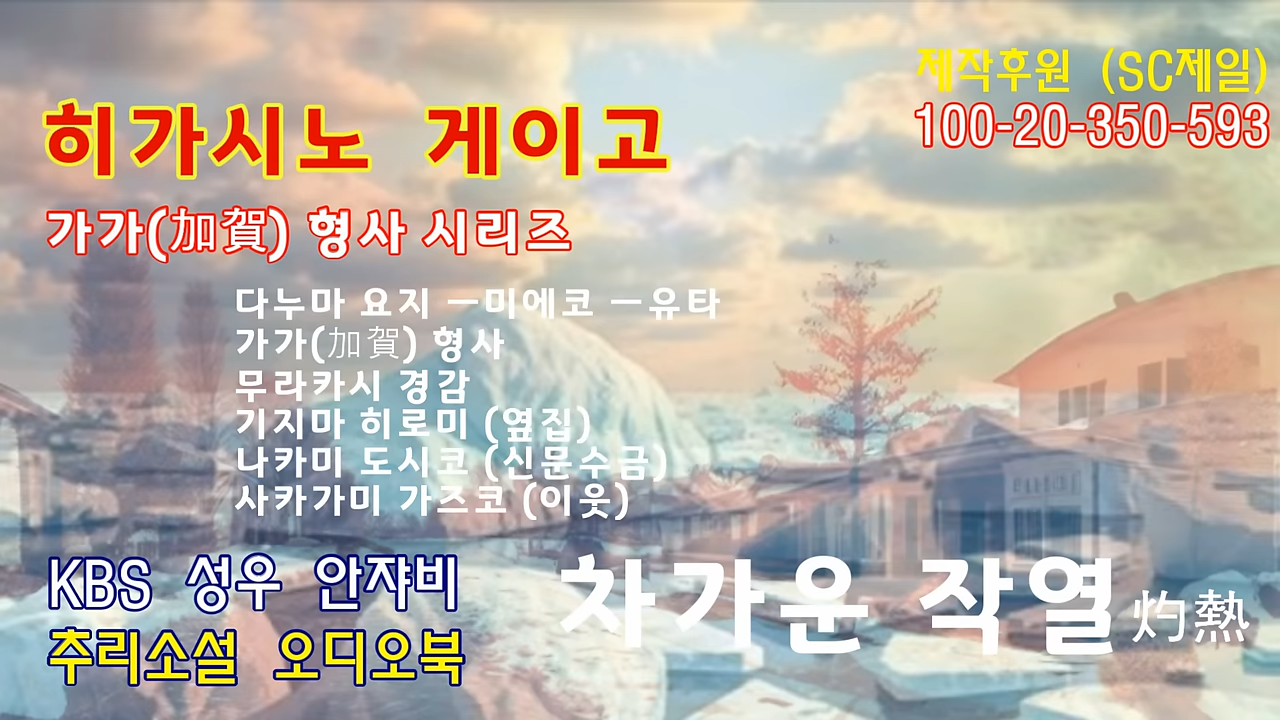 제작후원 (SC제일)
100-20-350-593
히가시노 게이고
가가(加賀) 형사 시리즈
다누마 요지 ―미에코 ―유타
가가(加賀) 형사
무라카시 경감
기지마 히로미 (옆집)
나카미 도시코 (신문수금)
사카가미 가즈코 (이웃)
KBS 성우 안쟈비
추리소설 오디오북
차가운 작열 灼熱